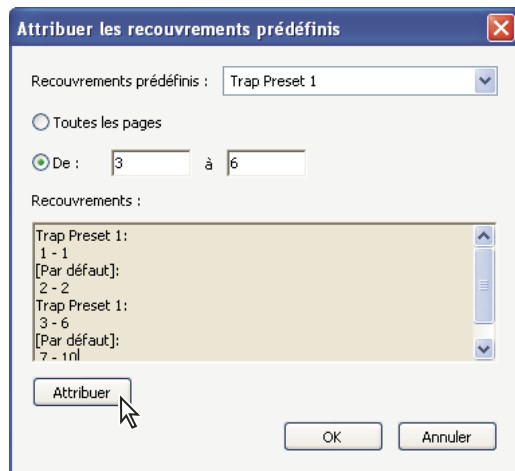 Attribuer les recouvrements prédéfinis
Recouvrements prédéfinis : Trap Preset 1
Toutes les pages
De : 3 à 6
Recouvrements :
Trap Preset 1:
1 - 1
[Par défaut]:
2 - 2
Trap Preset 1:
3 - 6
[Par défaut]:
7 - 10
Attribuer
OK Annuler